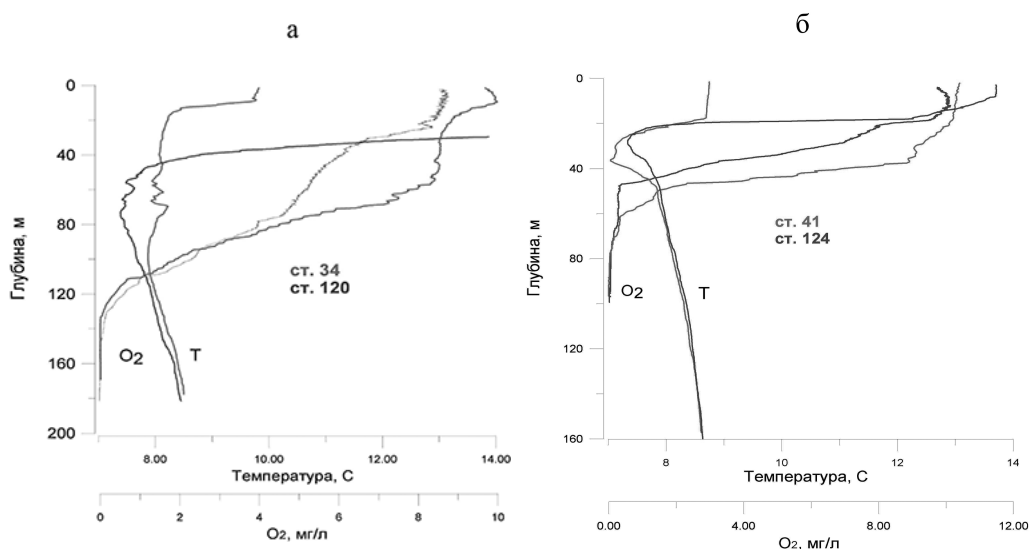 а
0
40
80
120
160
200
Глубина, м
ст. 34
ст. 120
O2
T
8.00 10.00 12.00 14.00
Температура, С
0 2 4 6 8 10
O2, мг/л
б
0
40
80
120
160
Глубина, м
ст. 41
ст. 124
O2
T
8 10 12 14
Температура, С
0.00 4.00 8.00 12.00
O2, мг/л